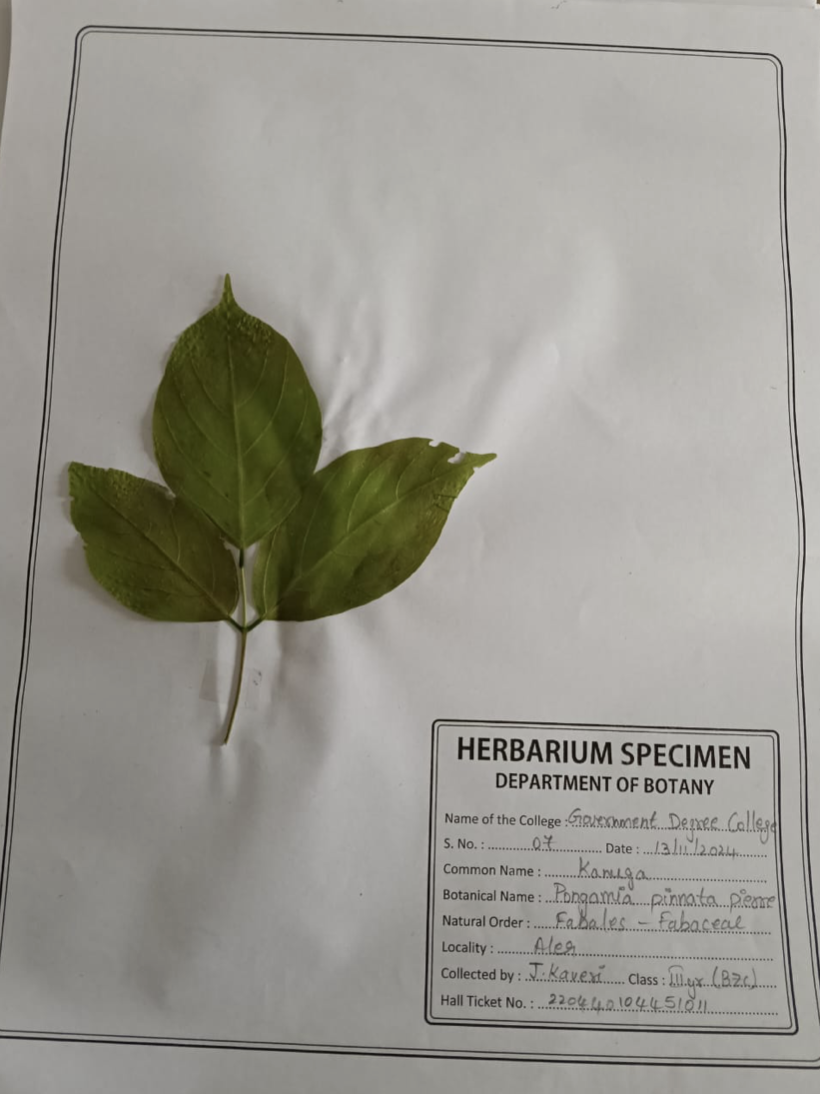 HERBARIUM SPECIMEN
DEPARTMENT OF BOTANY
Name of the College : Government Degree College
S. No. : 07 Date : 13/11/2024
Common Name : Kanuga
Botanical Name : Pongamia pinnata pierre
Natural Order : Fabales - Fabaceal
Locality : Aler
Collected by : J. Kaveri Class : III yr (BZC)
Hall Ticket No. : 220440104451011